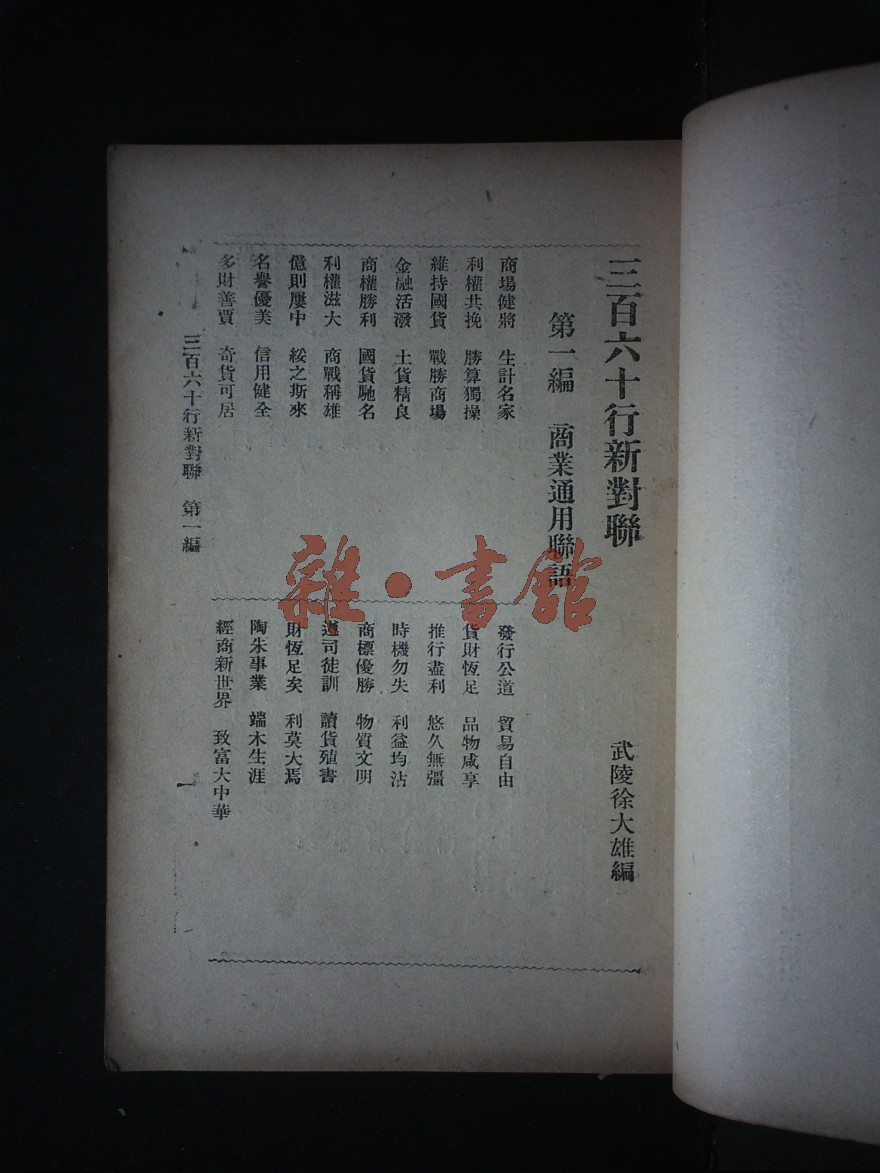 三百六十行新對聯
武陵徐大雄編
第一編　商業通用聯語
商場健將　生計名家
利權共挽　勝算獨操
維持國貨　戰勝商場
金融活潑　土貨精良
商權勝利　國貨馳名
利權滋大　商戰稱雄
億則屢中　綏之斯來
名譽優美　信用健全
多財善賈　奇貨可居
發行公道　貿易自由
貨財恆足　品物咸享
推行盡利　悠久無彊
時機勿失　利益均沾
商標優勝　物質文明
遵司徒訓　讀貨殖書
財恆足矣　利莫大焉
陶朱事業　端木生涯
經商新世界　致富大中華
三百六十行新對聯　第一編
一
雜·書館